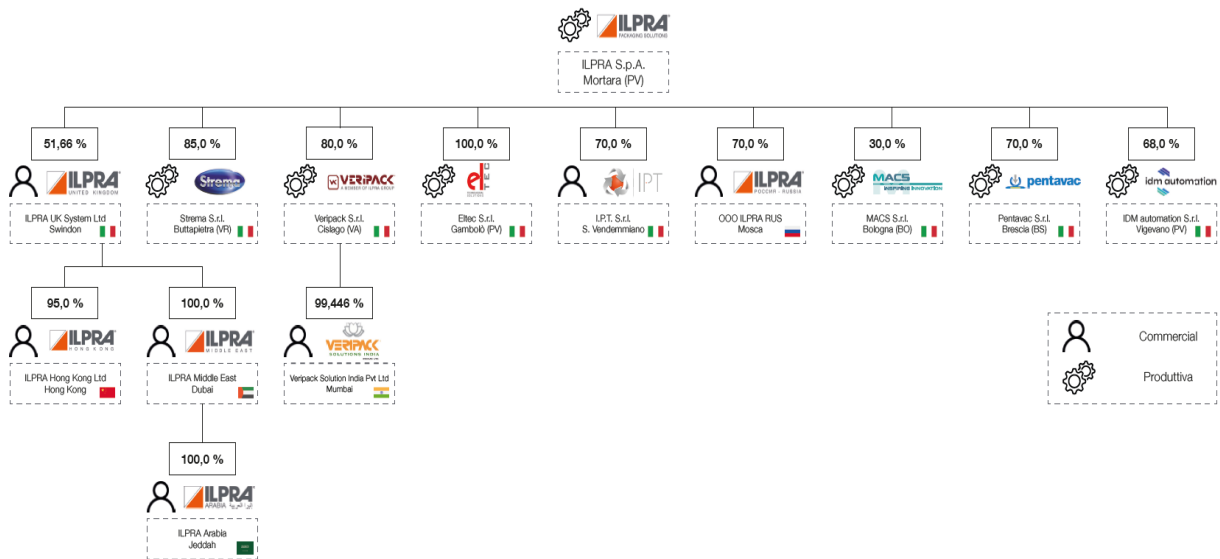 ILPRA
PACKAGING SOLUTIONS
ILPRA S.p.A.
Mortara (PV)
51,66 %
85,0 %
80,0 %
100,0 %
70,0 %
70,0 %
30,0 %
70,0 %
68,0 %
ILPRA
UNITED KINGDOM
Strema
VERIPACK
A MEMBER OF ILPRA GROUP
el
TEC
IPT
ILPRA
РОССИЯ - RUSSIA
MACS
INSPIRING INNOVATION
pentavac
idm automation
ILPRA UK System Ltd
Swindon
Strema S.r.l.
Buttapietra (VR)
Veripack S.r.l.
Cislago (VA)
Eltec S.r.l.
Gambolò (PV)
I.P.T. S.r.l.
S. Vendemmiano
OOO ILPRA RUS
Mosca
MACS S.r.l.
Bologna (BO)
Pentavac S.r.l.
Brescia (BS)
IDM automation S.r.l.
Vigevano (PV)
95,0 %
100,0 %
99,446 %
ILPRA
HONG KONG
ILPRA
MIDDLE EAST
VERIPACK
SOLUTIONS INDIA
ILPRA Hong Kong Ltd
Hong Kong
ILPRA Middle East
Dubai
Veripack Solution India Pvt Ltd
Mumbai
Commercial
Produttiva
100,0 %
ILPRA
ARABIA
ILPRA Arabia
Jeddah